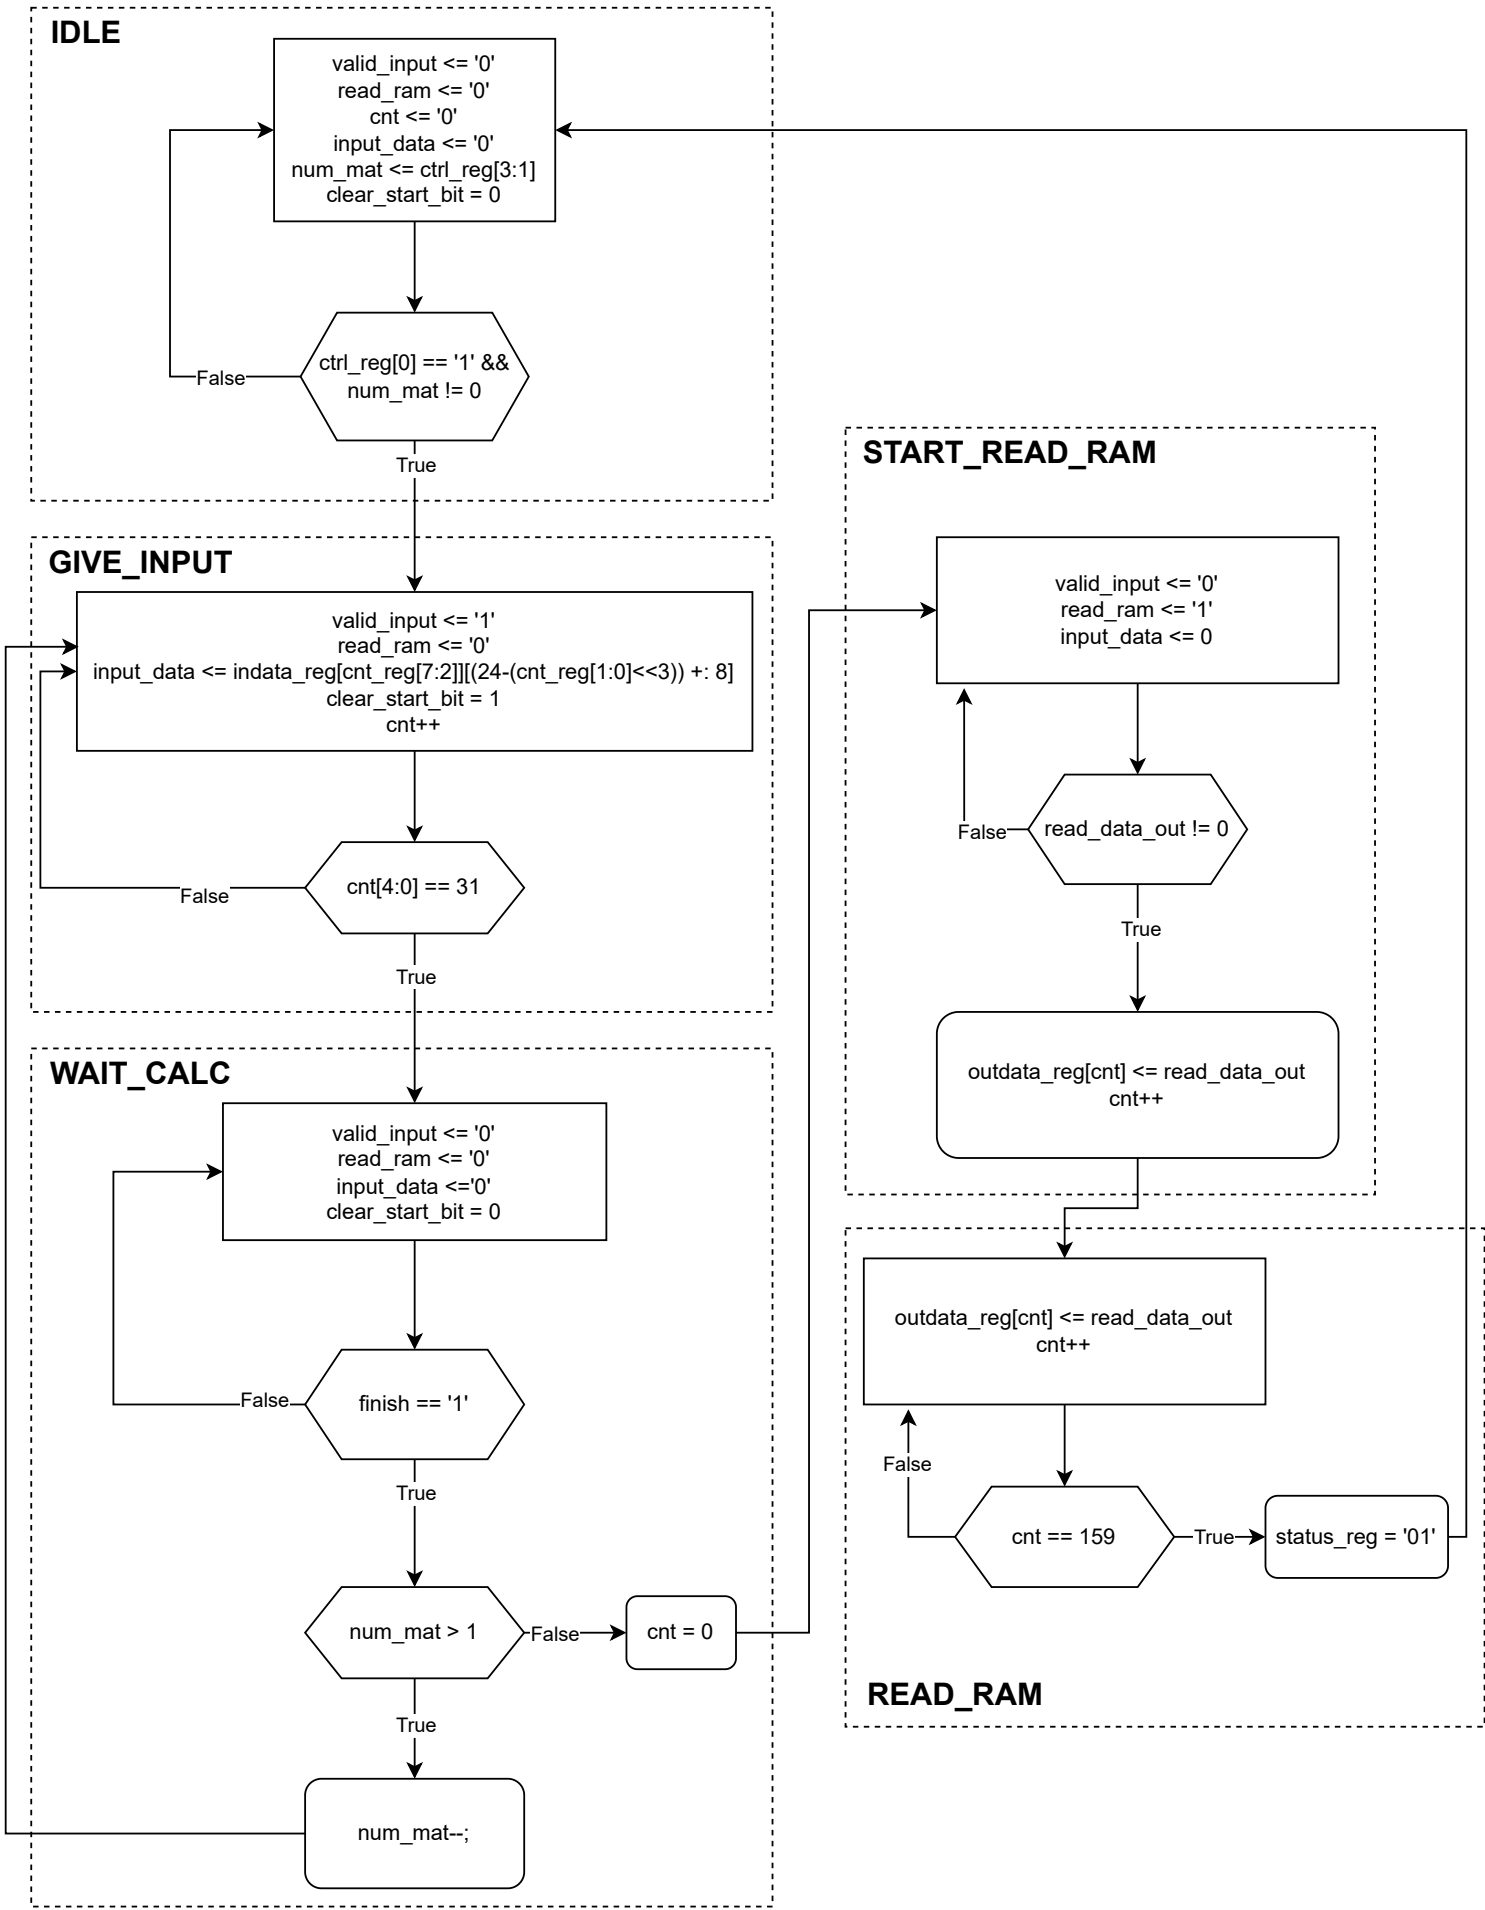 IDLE
valid_input <= '0'
read_ram <= '0'
cnt <= '0'
input_data <= '0'
num_mat <= ctrl_reg[3:1]
clear_start_bit = 0
ctrl_reg[0] == '1' &&
num_mat != 0
False
True
GIVE_INPUT
valid_input <= '1'
read_ram <= '0'
input_data <= indata_reg[cnt_reg[7:2]][(24-(cnt_reg[1:0]<<3)) +: 8]
clear_start_bit = 1
cnt++
cnt[4:0] == 31
False
True
WAIT_CALC
valid_input <= '0'
read_ram <= '0'
input_data <='0'
clear_start_bit = 0
finish == '1'
False
True
num_mat > 1
False
cnt = 0
True
num_mat--;
START_READ_RAM
valid_input <= '0'
read_ram <= '1'
input_data <= 0
read_data_out != 0
False
True
outdata_reg[cnt] <= read_data_out
cnt++
outdata_reg[cnt] <= read_data_out
cnt++
False
cnt == 159
True
status_reg = '01'
READ_RAM